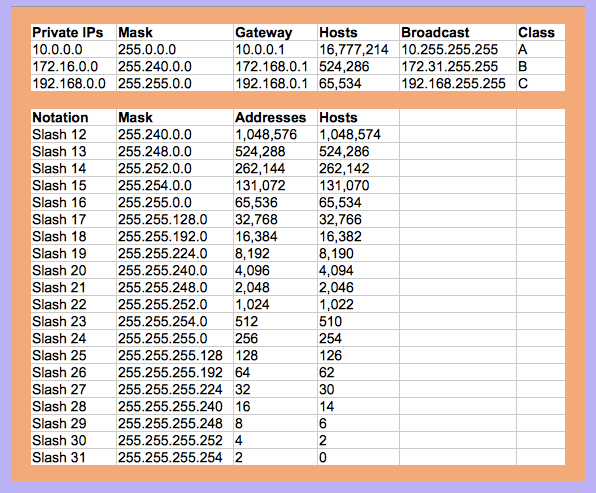 Private IPs Mask Gateway Hosts Broadcast Class
10.0.0.0 255.0.0.0 10.0.0.1 16,777,214 10.255.255.255 A
172.16.0.0 255.240.0.0 172.168.0.1 524,286 172.31.255.255 B
192.168.0.0 255.255.0.0 192.168.0.1 65,534 192.168.255.255 C
Notation Mask Addresses Hosts
Slash 12 255.240.0.0 1,048,576 1,048,574
Slash 13 255.248.0.0 524,288 524,286
Slash 14 255.252.0.0 262,144 262,142
Slash 15 255.254.0.0 131,072 131,070
Slash 16 255.255.0.0 65,536 65,534
Slash 17 255.255.128.0 32,768 32,766
Slash 18 255.255.192.0 16,384 16,382
Slash 19 255.255.224.0 8,192 8,190
Slash 20 255.255.240.0 4,096 4,094
Slash 21 255.255.248.0 2,048 2,046
Slash 22 255.255.252.0 1,024 1,022
Slash 23 255.255.254.0 512 510
Slash 24 255.255.255.0 256 254
Slash 25 255.255.255.128 128 126
Slash 26 255.255.255.192 64 62
Slash 27 255.255.255.224 32 30
Slash 28 255.255.255.240 16 14
Slash 29 255.255.255.248 8 6
Slash 30 255.255.255.252 4 2
Slash 31 255.255.255.254 2 0